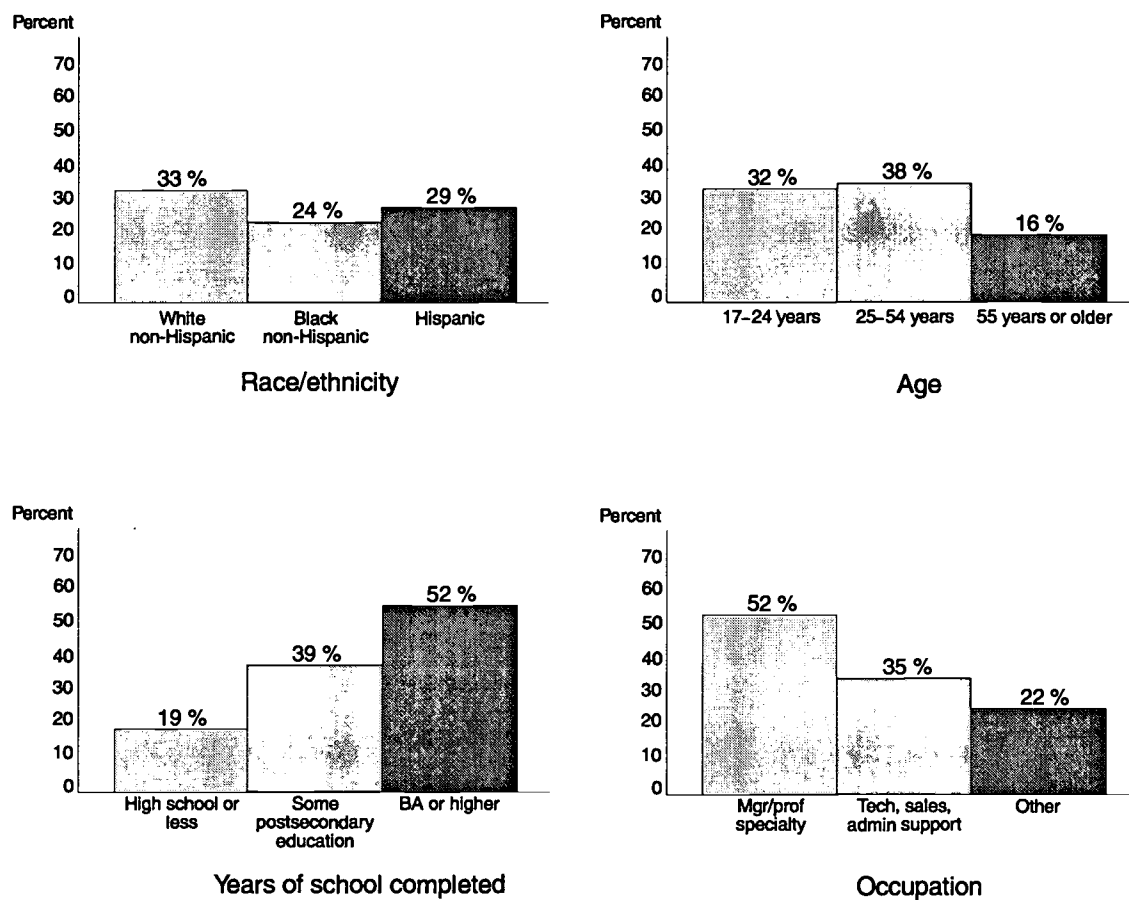 Percent
70
60
50
40
30
20
10
0
33 %
24 %
29 %
White
non-Hispanic
Black
non-Hispanic
Hispanic
Race/ethnicity
Percent
70
60
50
40
30
20
10
0
32 %
38 %
16 %
17–24 years
25–54 years
55 years or older
Age
Percent
70
60
50
40
30
20
10
0
19 %
39 %
52 %
High school or
less
Some
postsecondary
education
BA or higher
Years of school completed
Percent
70
60
50
40
30
20
10
0
52 %
35 %
22 %
Mgr/prof
specialty
Tech, sales,
admin support
Other
Occupation